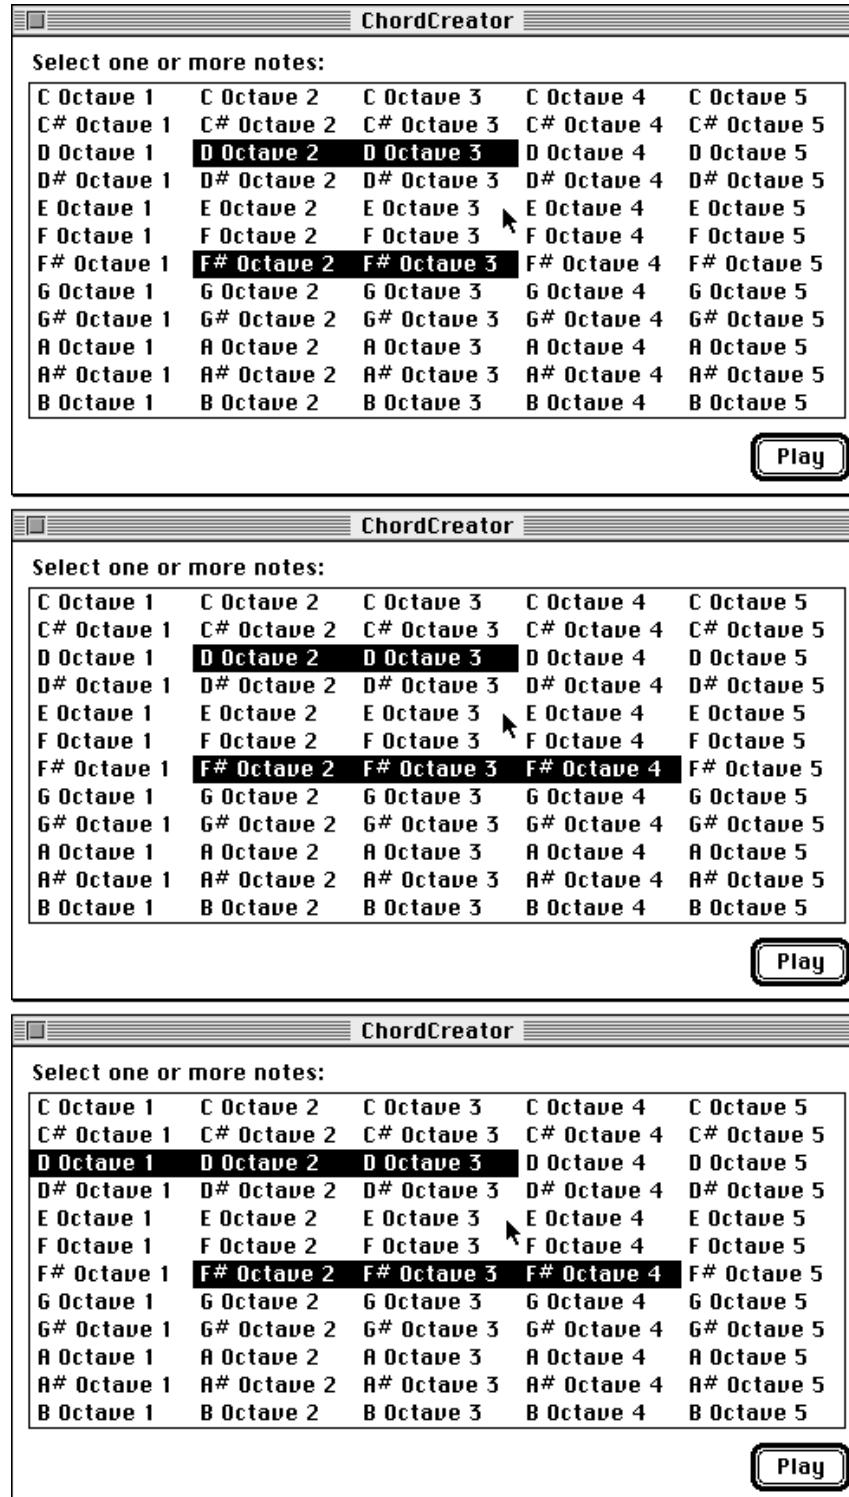 ChordCreator
Select one or more notes:
C Octave 1 C Octave 2 C Octave 3 C Octave 4 C Octave 5
C# Octave 1 C# Octave 2 C# Octave 3 C# Octave 4 C# Octave 5
D Octave 1 D Octave 2 D Octave 3 D Octave 4 D Octave 5
D# Octave 1 D# Octave 2 D# Octave 3 D# Octave 4 D# Octave 5
E Octave 1 E Octave 2 E Octave 3 E Octave 4 E Octave 5
F Octave 1 F Octave 2 F Octave 3 F Octave 4 F Octave 5
F# Octave 1 F# Octave 2 F# Octave 3 F# Octave 4 F# Octave 5
G Octave 1 G Octave 2 G Octave 3 G Octave 4 G Octave 5
G# Octave 1 G# Octave 2 G# Octave 3 G# Octave 4 G# Octave 5
A Octave 1 A Octave 2 A Octave 3 A Octave 4 A Octave 5
A# Octave 1 A# Octave 2 A# Octave 3 A# Octave 4 A# Octave 5
B Octave 1 B Octave 2 B Octave 3 B Octave 4 B Octave 5
Play
ChordCreator
Select one or more notes:
C Octave 1 C Octave 2 C Octave 3 C Octave 4 C Octave 5
C# Octave 1 C# Octave 2 C# Octave 3 C# Octave 4 C# Octave 5
D Octave 1 D Octave 2 D Octave 3 D Octave 4 D Octave 5
D# Octave 1 D# Octave 2 D# Octave 3 D# Octave 4 D# Octave 5
E Octave 1 E Octave 2 E Octave 3 E Octave 4 E Octave 5
F Octave 1 F Octave 2 F Octave 3 F Octave 4 F Octave 5
F# Octave 1 F# Octave 2 F# Octave 3 F# Octave 4 F# Octave 5
G Octave 1 G Octave 2 G Octave 3 G Octave 4 G Octave 5
G# Octave 1 G# Octave 2 G# Octave 3 G# Octave 4 G# Octave 5
A Octave 1 A Octave 2 A Octave 3 A Octave 4 A Octave 5
A# Octave 1 A# Octave 2 A# Octave 3 A# Octave 4 A# Octave 5
B Octave 1 B Octave 2 B Octave 3 B Octave 4 B Octave 5
Play
ChordCreator
Select one or more notes:
C Octave 1 C Octave 2 C Octave 3 C Octave 4 C Octave 5
C# Octave 1 C# Octave 2 C# Octave 3 C# Octave 4 C# Octave 5
D Octave 1 D Octave 2 D Octave 3 D Octave 4 D Octave 5
D# Octave 1 D# Octave 2 D# Octave 3 D# Octave 4 D# Octave 5
E Octave 1 E Octave 2 E Octave 3 E Octave 4 E Octave 5
F Octave 1 F Octave 2 F Octave 3 F Octave 4 F Octave 5
F# Octave 1 F# Octave 2 F# Octave 3 F# Octave 4 F# Octave 5
G Octave 1 G Octave 2 G Octave 3 G Octave 4 G Octave 5
G# Octave 1 G# Octave 2 G# Octave 3 G# Octave 4 G# Octave 5
A Octave 1 A Octave 2 A Octave 3 A Octave 4 A Octave 5
A# Octave 1 A# Octave 2 A# Octave 3 A# Octave 4 A# Octave 5
B Octave 1 B Octave 2 B Octave 3 B Octave 4 B Octave 5
Play